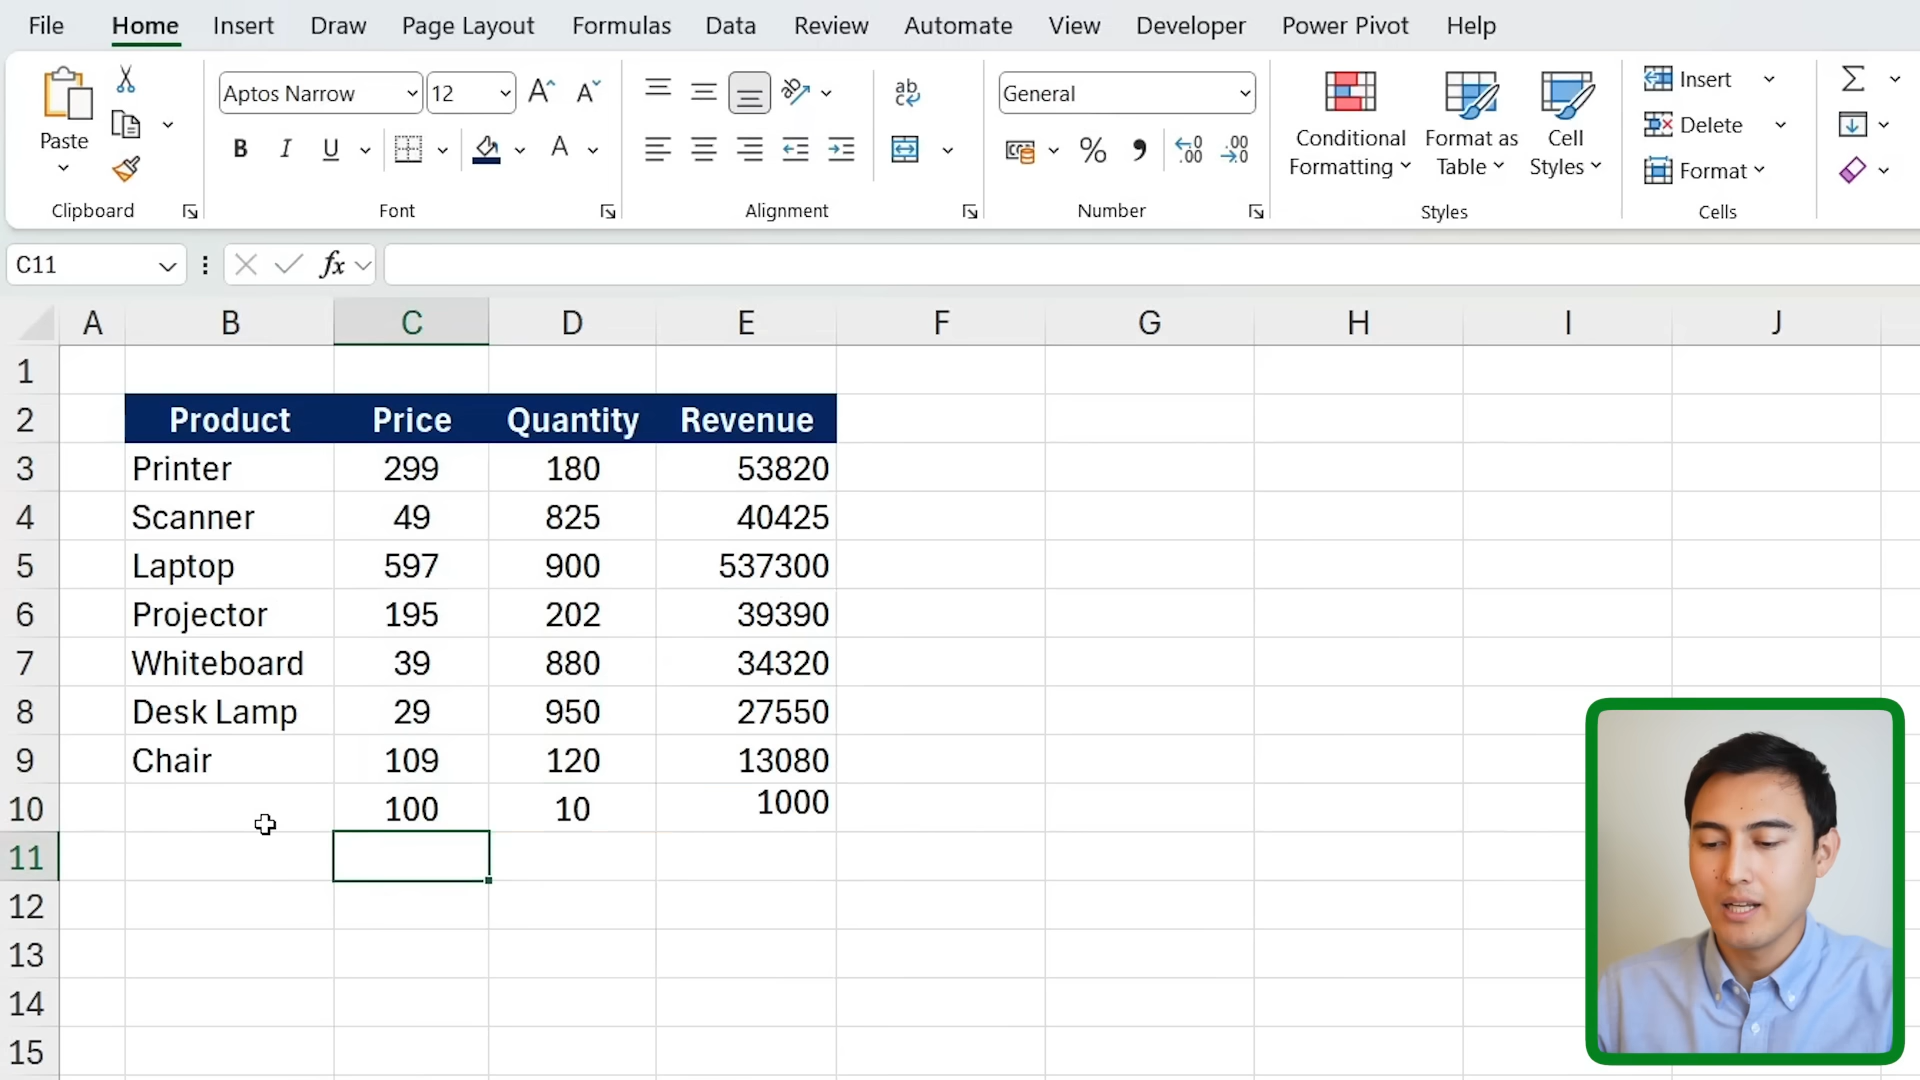 File Home Insert Draw Page Layout Formulas Data Review Automate View Developer Power Pivot Help
Paste
Clipboard
Aptos Narrow 12
B I U A
Font
ab
Alignment
General
% .00 .00
Number
Conditional Formatting
Format as Table
Cell Styles
Styles
Insert
Delete
Format
Cells
C11 fx
A B C D E F G H I J
1
2 Product Price Quantity Revenue
3 Printer 299 180 53820
4 Scanner 49 825 40425
5 Laptop 597 900 537300
6 Projector 195 202 39390
7 Whiteboard 39 880 34320
8 Desk Lamp 29 950 27550
9 Chair 109 120 13080
10 100 10 1000
11
12
13
14
15